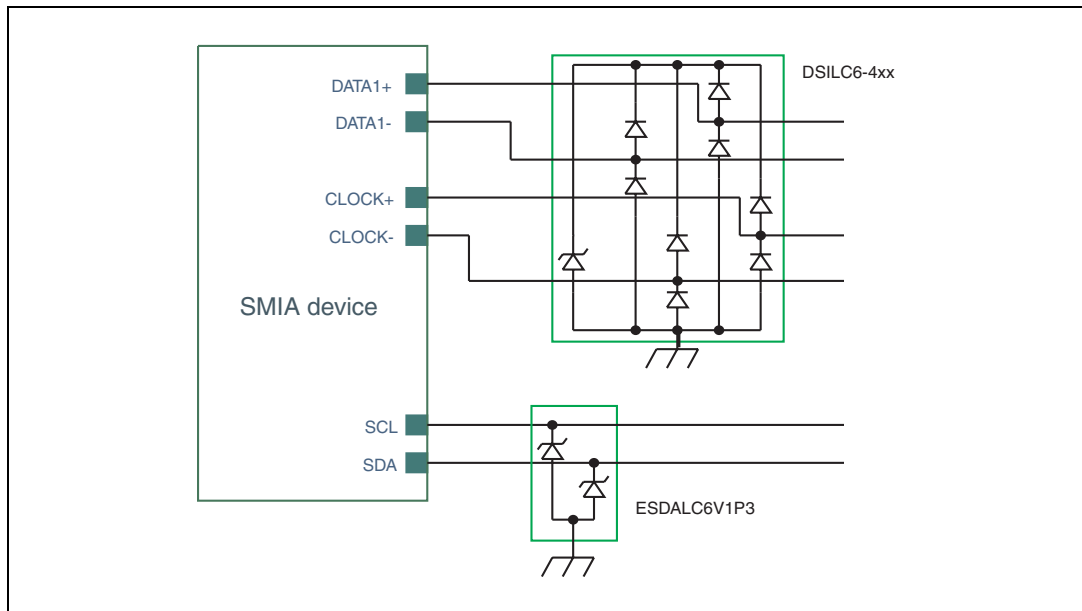 DATA1+
DSILC6-4xx
DATA1-
CLOCK+
CLOCK-
SMIA device
SCL
SDA
ESDALC6V1P3